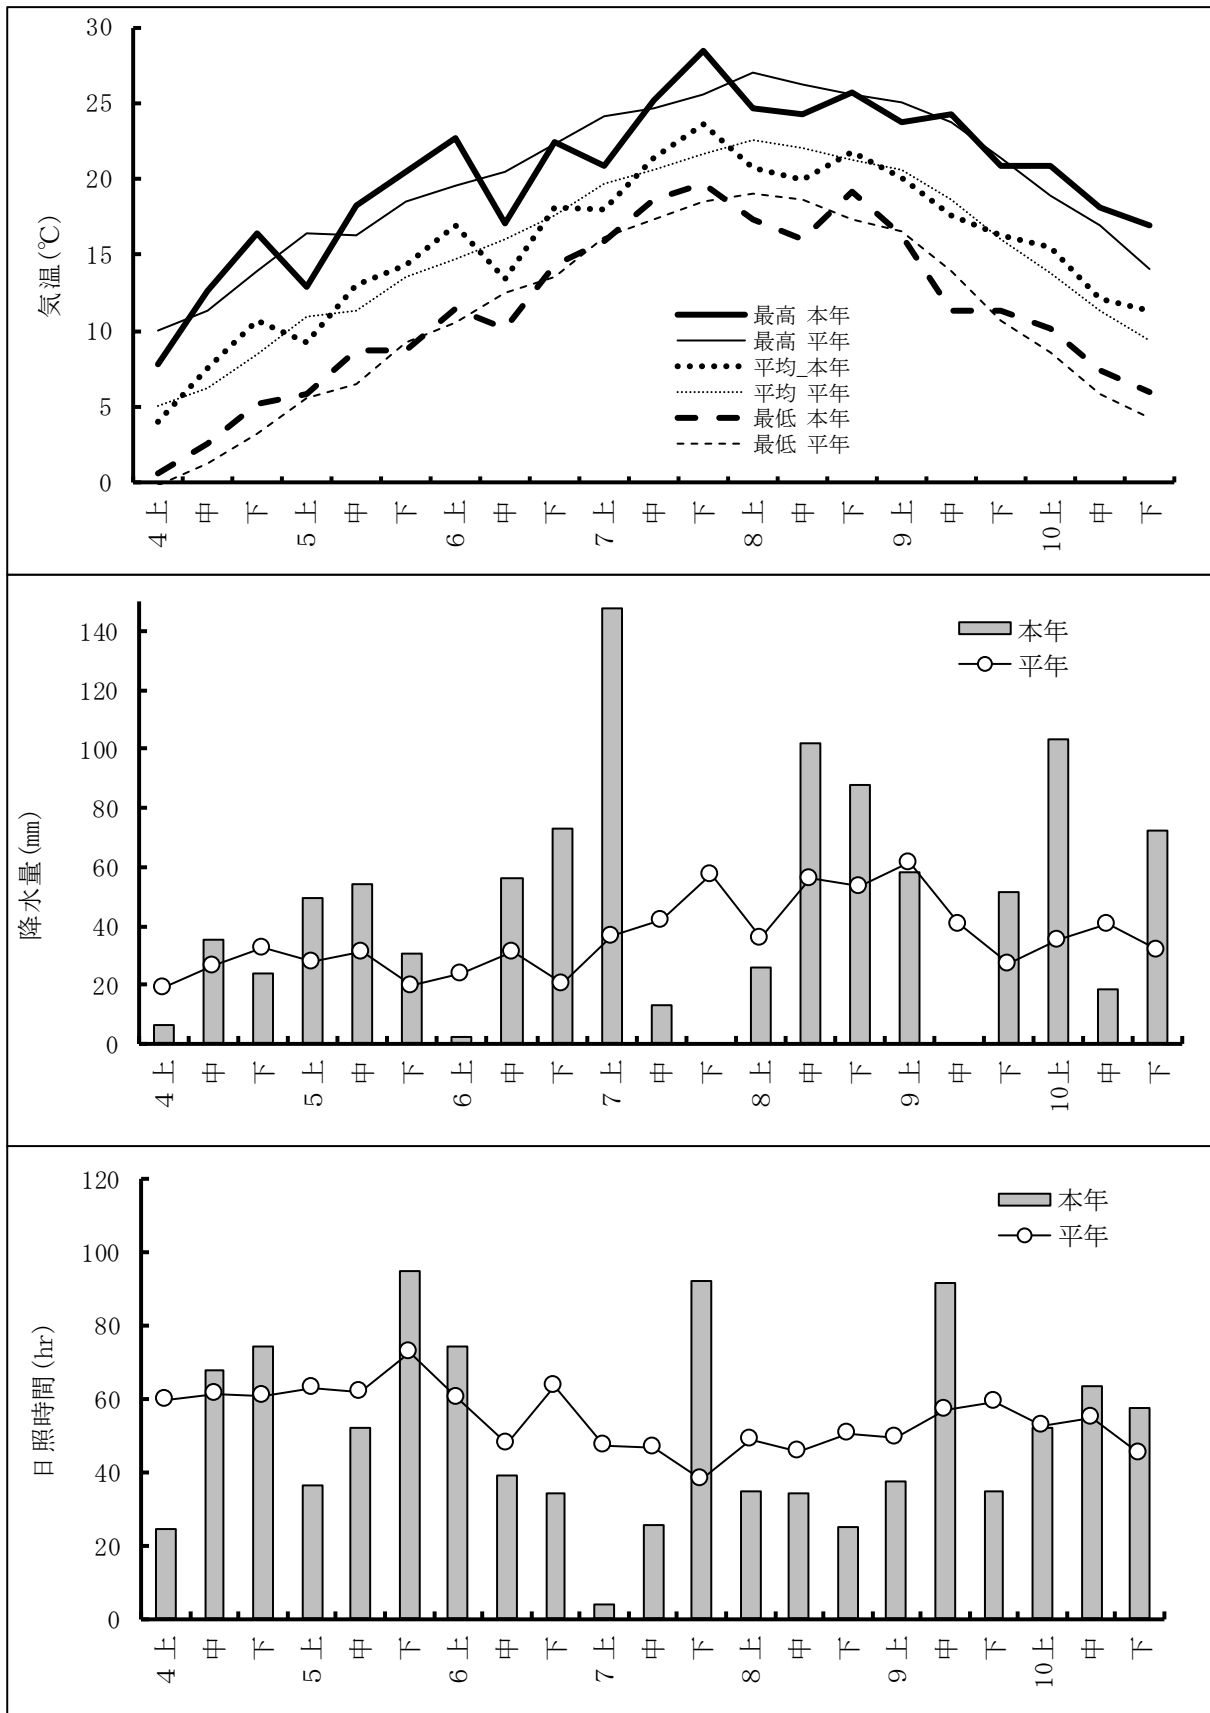 30
25
20
15
10
5
0
気温(℃)
最高 本年
最高 平年
平均_本年
平均 平年
最低 本年
最低 平年
4上 中 下 5上 中 下 6上 中 下 7上 中 下 8上 中 下 9上 中 下 10上 中 下
140
120
100
80
60
40
20
0
降水量(mm)
本年
平年
4上 中 下 5上 中 下 6上 中 下 7上 中 下 8上 中 下 9上 中 下 10上 中 下
120
100
80
60
40
20
0
日照時間(hr)
本年
平年
4上 中 下 5上 中 下 6上 中 下 7上 中 下 8上 中 下 9上 中 下 10上 中 下